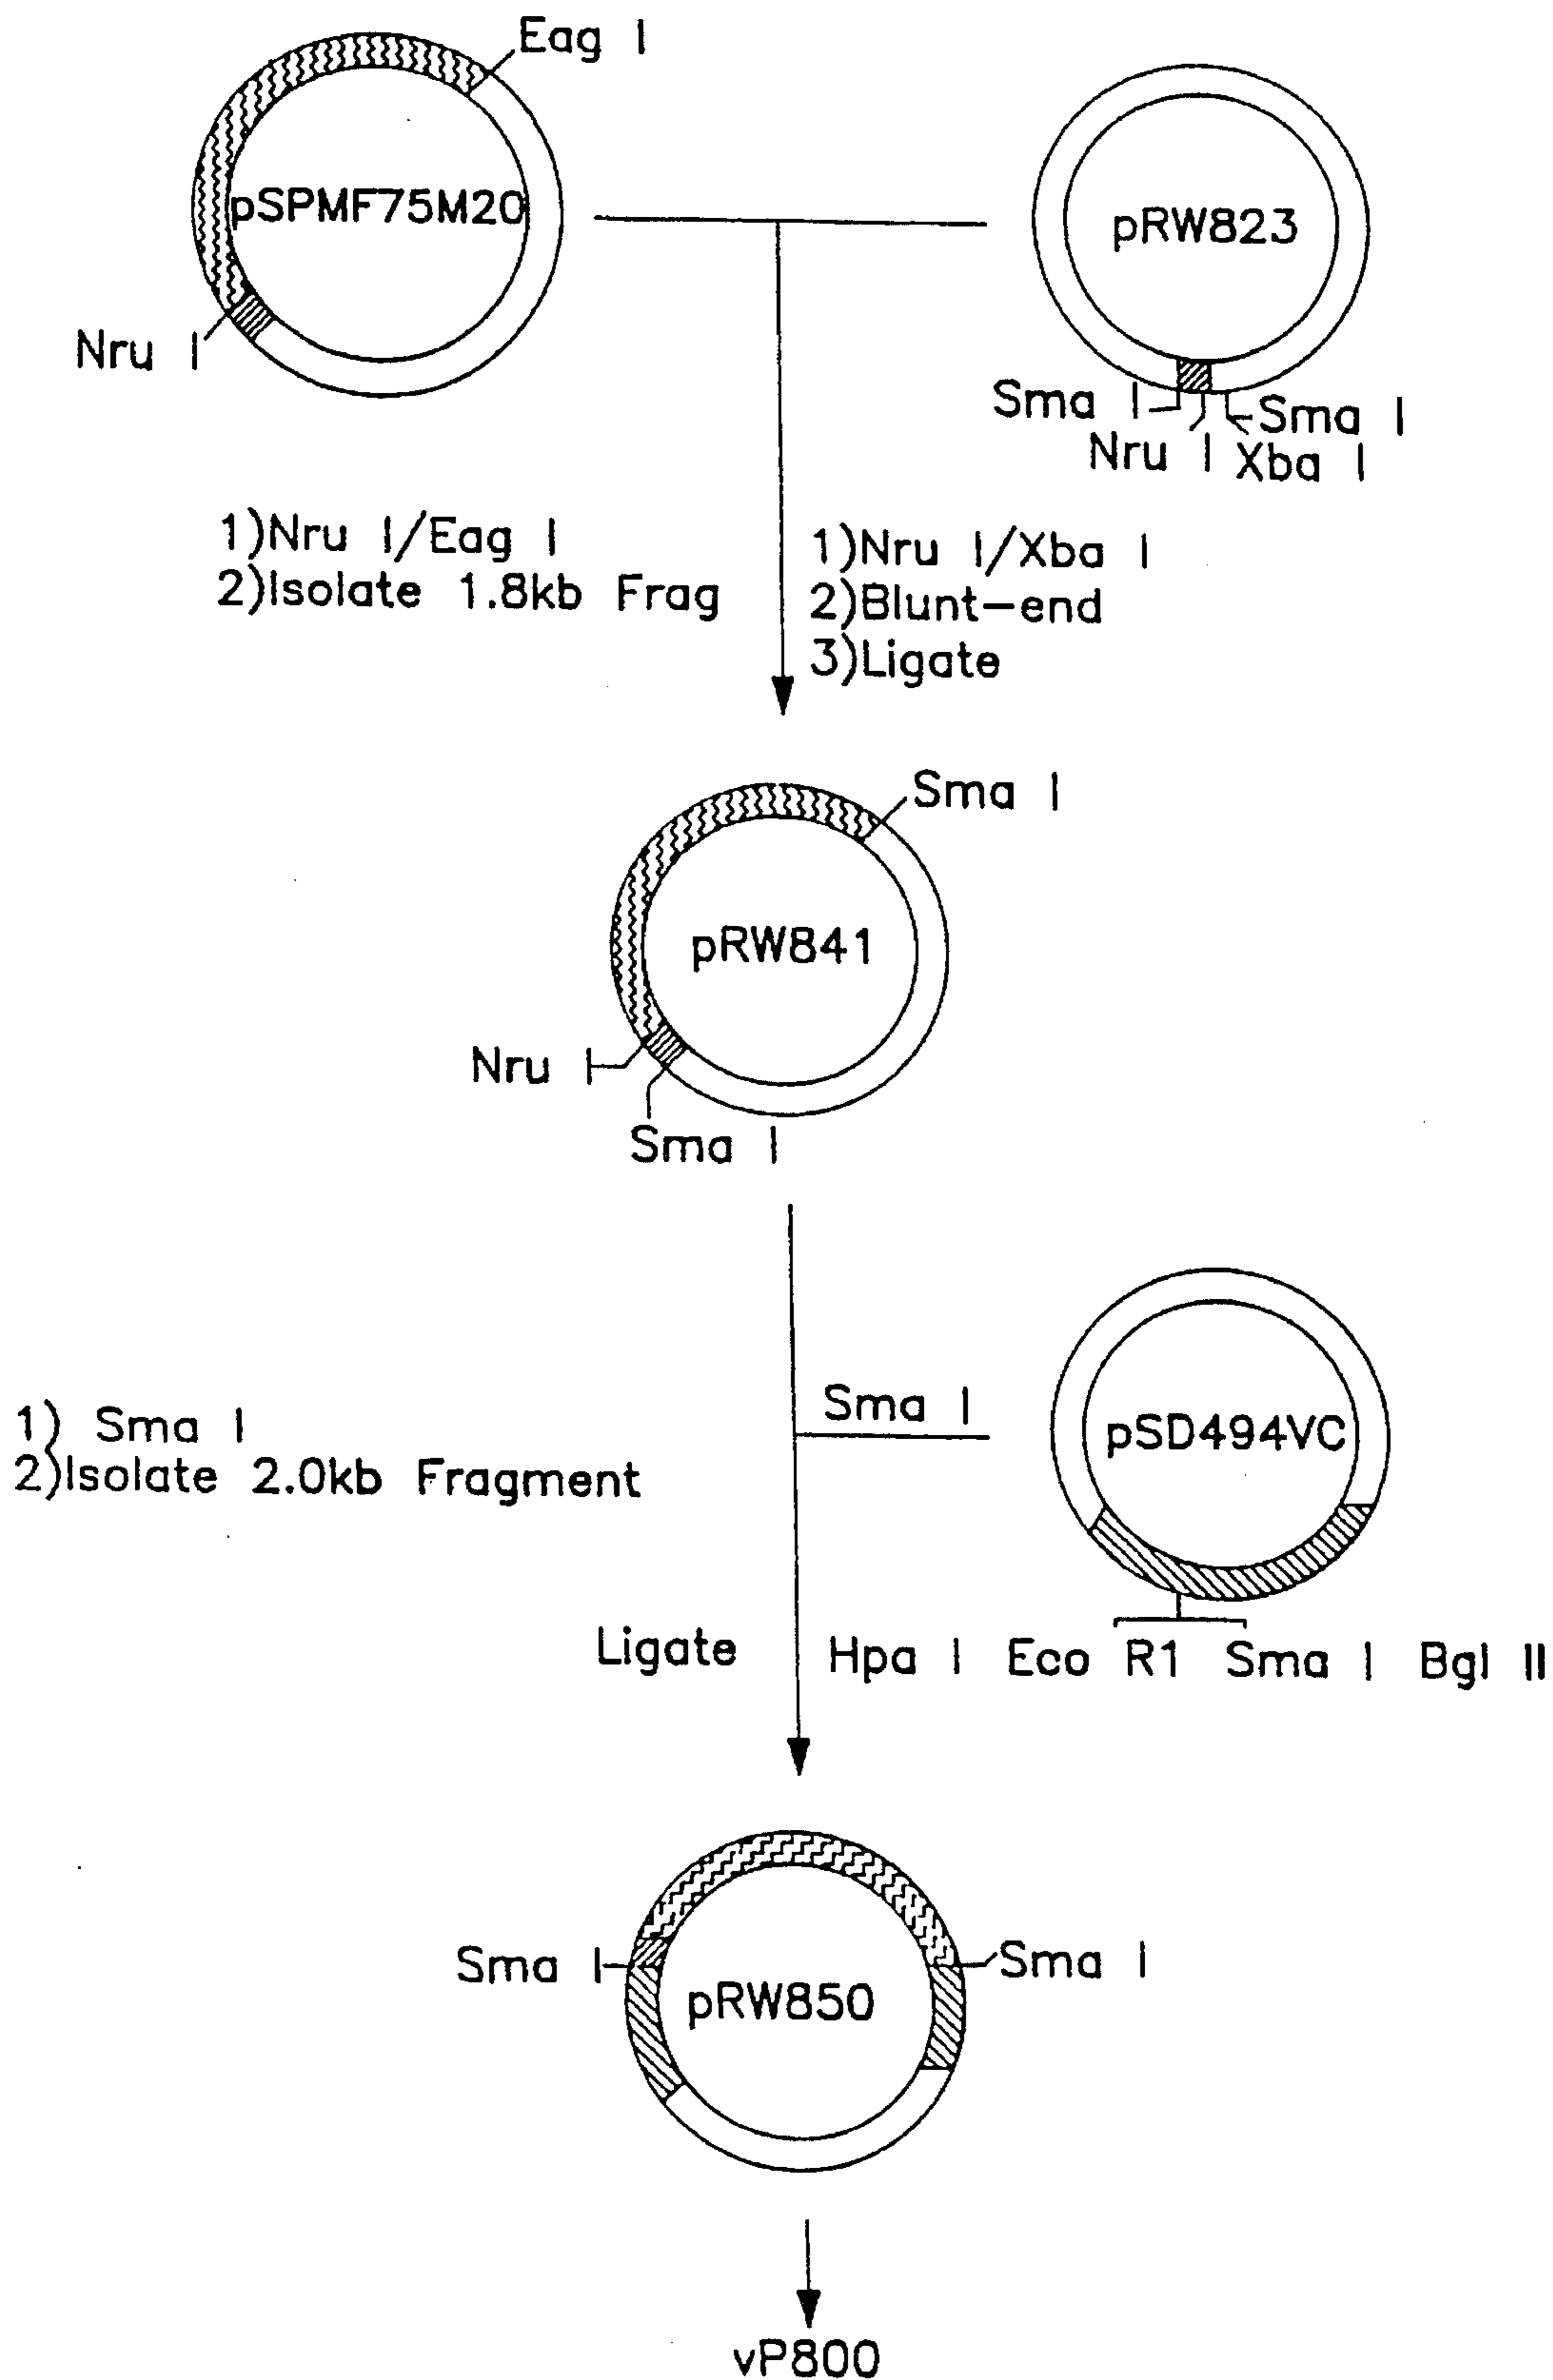 Eag I
pSPMF75M20
pRW823
Nru I
Sma I
Sma I
Nru I
Xba I
1)Nru I/Eag I
2)Isolate 1.8kb Frag
1)Nru I/Xba I
2)Blunt-end
3)Ligate
Sma I
pRW841
Nru I
Sma I
Sma I
pSD494VC
1) Sma I
2)Isolate 2.0kb Fragment
Ligate
Hpa I Eco R1 Sma I Bgl II
Sma I
Sma I
pRW850
vP800